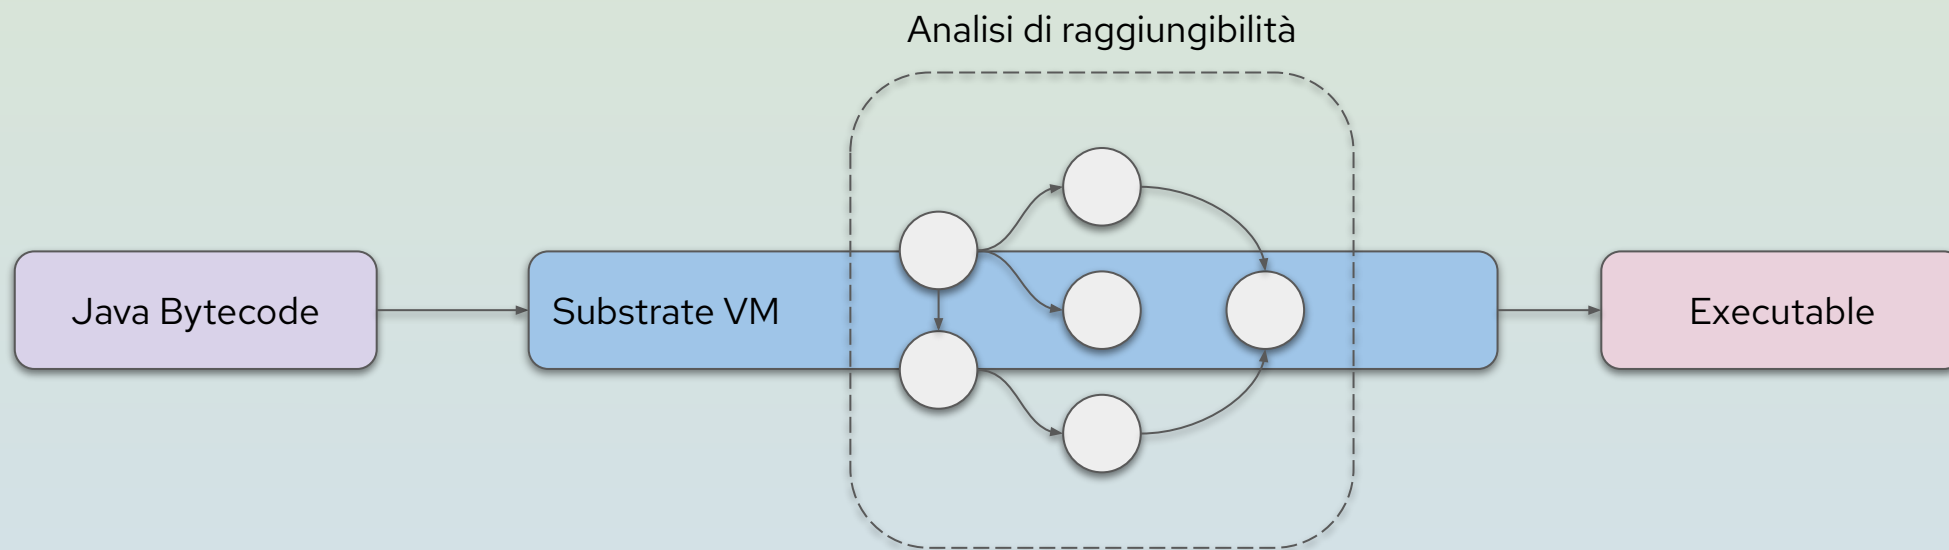 Analisi di raggiungibilità
Java Bytecode
Substrate VM
Executable